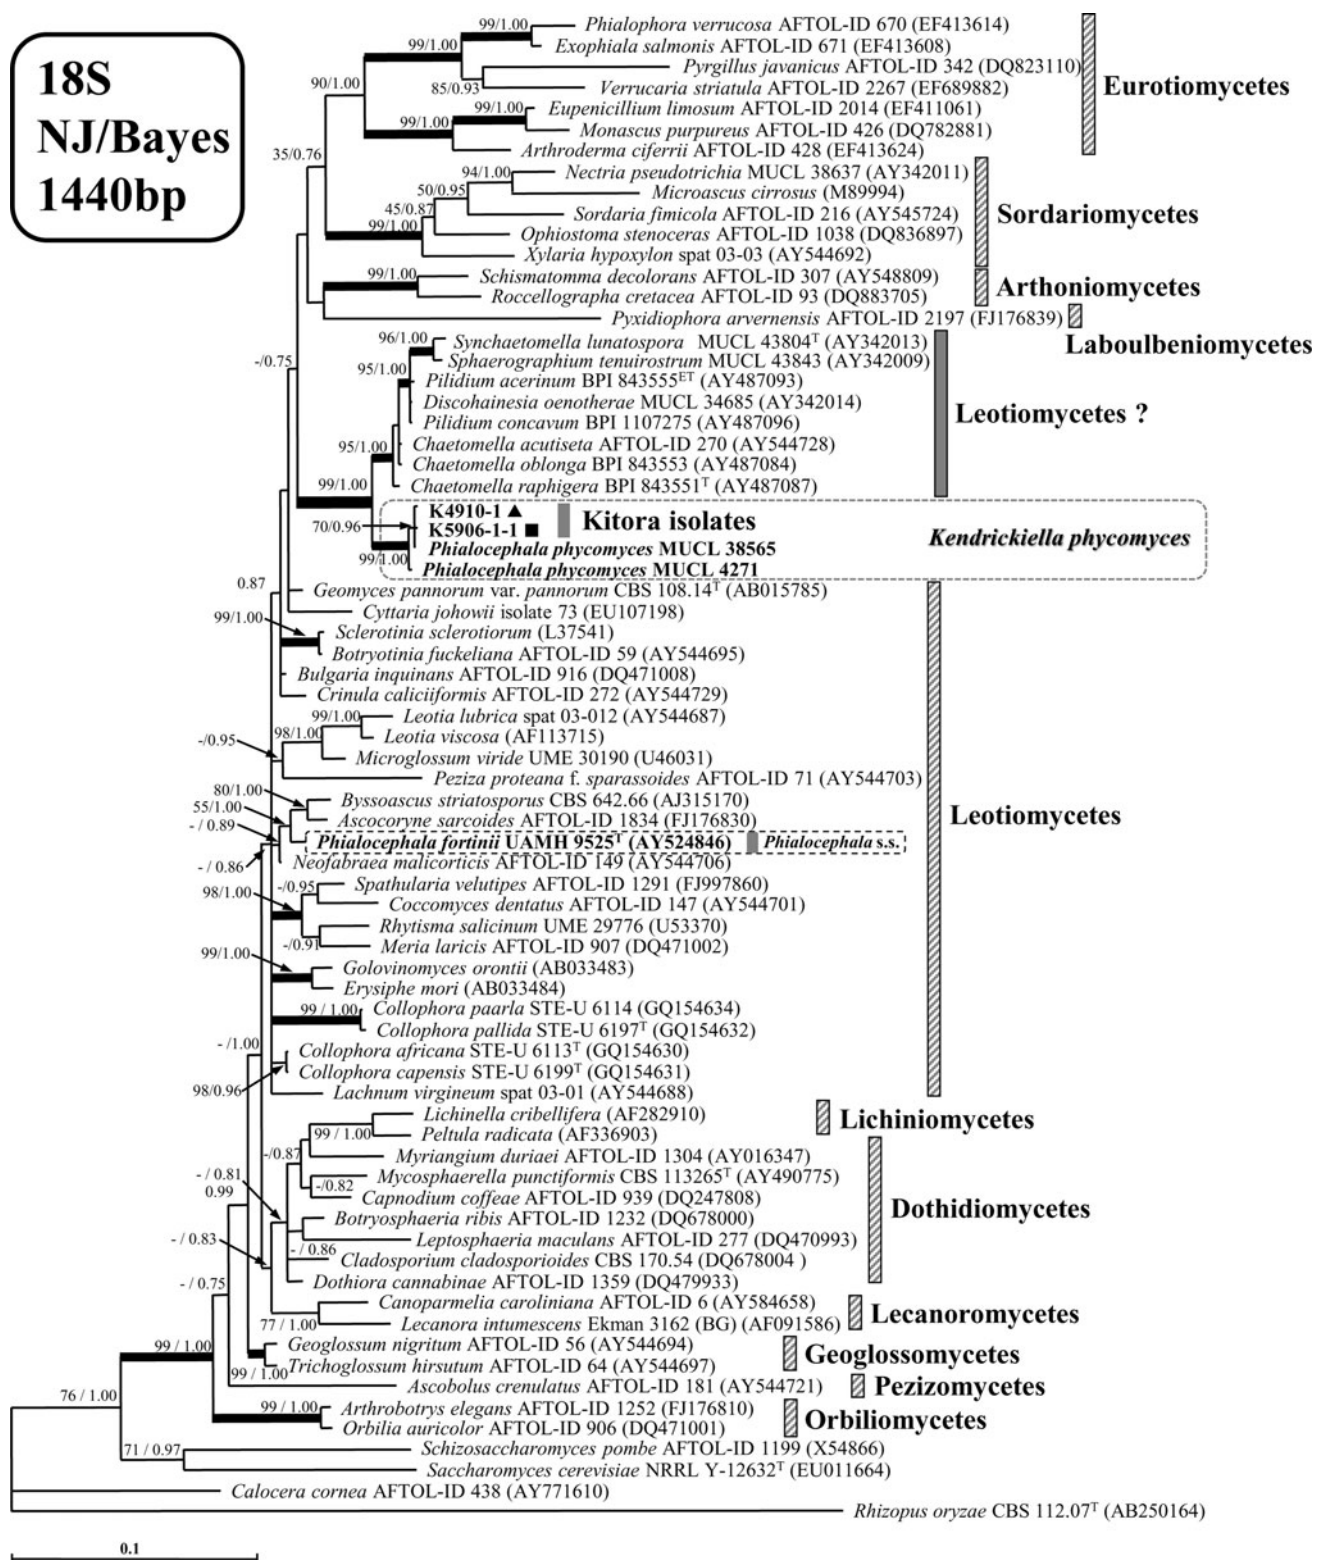 18S
NJ/Bayes
1440bp
99/1.00
Phialophora verrucosa AFTOL-ID 670 (EF413614)
99/1.00
Exophiala salmonis AFTOL-ID 671 (EF413608)
Pyrgillus javanicus AFTOL-ID 342 (DQ823110)
Eurotiomycetes
90/1.00
85/0.93
Verrucaria striatula AFTOL-ID 2267 (EF689882)
99/1.00
Eupenicillium limosum AFTOL-ID 2014 (EF411061)
99/1.00
Monascus purpureus AFTOL-ID 426 (DQ782881)
Arthroderma ciferrii AFTOL-ID 428 (EF413624)
35/0.76
94/1.00
Nectria pseudotrichia MUCL 38637 (AY342011)
50/0.95
Microascus cirrosus (M89994)
45/0.87
Sordaria fimicola AFTOL-ID 216 (AY545724)
Sordariomycetes
99/1.00
Ophiostoma stenoceras AFTOL-ID 1038 (DQ836897)
Xylaria hypoxylon spat 03-03 (AY544692)
99/1.00
Schismatomma decolorans AFTOL-ID 307 (AY548809)
Arthoniomycetes
Roccellographa cretacea AFTOL-ID 93 (DQ883705)
Pyxidiophora arvernensis AFTOL-ID 2197 (FJ176839)
Laboulbeniomycetes
96/1.00
Synchaetomella lunatospora MUCL 43804T (AY342013)
-/0.75
Sphaerographium tenuirostrum MUCL 43843 (AY342009)
95/1.00
Pilidium acerinum BPI 843555ET (AY487093)
Discohainesia oenotherae MUCL 34685 (AY342014)
Leotiomycetes ?
Pilidium concavum BPI 1107275 (AY487096)
95/1.00
Chaetomella acutiseta AFTOL-ID 270 (AY544728)
Chaetomella oblonga BPI 843553 (AY487084)
99/1.00
Chaetomella raphigera BPI 843551T (AY487087)
K4910-1 ▲
70/0.96
K5906-1-1 ■
Kitora isolates
Kendrickiella phycomyces
Phialocephala phycomyces MUCL 38565
99/1.00
Phialocephala phycomyces MUCL 4271
0.87
Geomyces pannorum var. pannorum CBS 108.14T (AB015785)
Cyttaria johowii isolate 73 (EU107198)
99/1.00
Sclerotinia sclerotiorum (L37541)
Botryotinia fuckeliana AFTOL-ID 59 (AY544695)
Bulgaria inquinans AFTOL-ID 916 (DQ471008)
Crinula caliciiformis AFTOL-ID 272 (AY544729)
99/1.00
Leotia lubrica spat 03-012 (AY544687)
-/0.95
98/1.00
Leotia viscosa (AF113715)
Microglossum viride UME 30190 (U46031)
Peziza proteana f. sparassoides AFTOL-ID 71 (AY544703)
80/1.00
Byssoascus striatosporus CBS 642.66 (AJ315170)
55/1.00
Leotiomycetes
Ascocoryne sarcoides AFTOL-ID 1834 (FJ176830)
- / 0.89
Phialocephala fortinii UAMH 9525T (AY524846)
Phialocephala s.s.
- / 0.86
Neofabraea malicorticis AFTOL-ID 149 (AY544706)
-/0.95
Spathularia velutipes AFTOL-ID 1291 (FJ997860)
98/1.00
Coccomyces dentatus AFTOL-ID 147 (AY544701)
Rhytisma salicinum UME 29776 (U53370)
-/0.91
Meria laricis AFTOL-ID 907 (DQ471002)
99/1.00
Golovinomyces orontii (AB033483)
Erysiphe mori (AB033484)
99 / 1.00
Collophora paarla STE-U 6114 (GQ154634)
Collophora pallida STE-U 6197T (GQ154632)
- /1.00
Collophora africana STE-U 6113T (GQ154630)
Collophora capensis STE-U 6199T (GQ154631)
98/0.96
Lachnum virgineum spat 03-01 (AY544688)
Lichinella cribellifera (AF282910)
Lichiniomycetes
99 / 1.00
Peltula radicata (AF336903)
-/0.87
Myriangium duriaei AFTOL-ID 1304 (AY016347)
- / 0.81
Mycosphaerella punctiformis CBS 113265T (AY490775)
0.99
-/0.82
Capnodium coffeae AFTOL-ID 939 (DQ247808)
Dothidiomycetes
Botryosphaeria ribis AFTOL-ID 1232 (DQ678000)
- / 0.83
Leptosphaeria maculans AFTOL-ID 277 (DQ470993)
- / 0.86
Cladosporium cladosporioides CBS 170.54 (DQ678004 )
- / 0.75
Dothiora cannabinae AFTOL-ID 1359 (DQ479933)
Canoparmelia caroliniana AFTOL-ID 6 (AY584658)
Lecanoromycetes
77 / 1.00
Lecanora intumescens Ekman 3162 (BG) (AF091586)
99 / 1.00
Geoglossum nigritum AFTOL-ID 56 (AY544694)
Geoglossomycetes
99 / 1.00
Trichoglossum hirsutum AFTOL-ID 64 (AY544697)
Ascobolus crenulatus AFTOL-ID 181 (AY544721)
Pezizomycetes
76 / 1.00
99 / 1.00
Arthrobotrys elegans AFTOL-ID 1252 (FJ176810)
Orbiliomycetes
Orbilia auricolor AFTOL-ID 906 (DQ471001)
71 / 0.97
Schizosaccharomyces pombe AFTOL-ID 1199 (X54866)
Saccharomyces cerevisiae NRRL Y-12632T (EU011664)
Calocera cornea AFTOL-ID 438 (AY771610)
Rhizopus oryzae CBS 112.07T (AB250164)
0.1